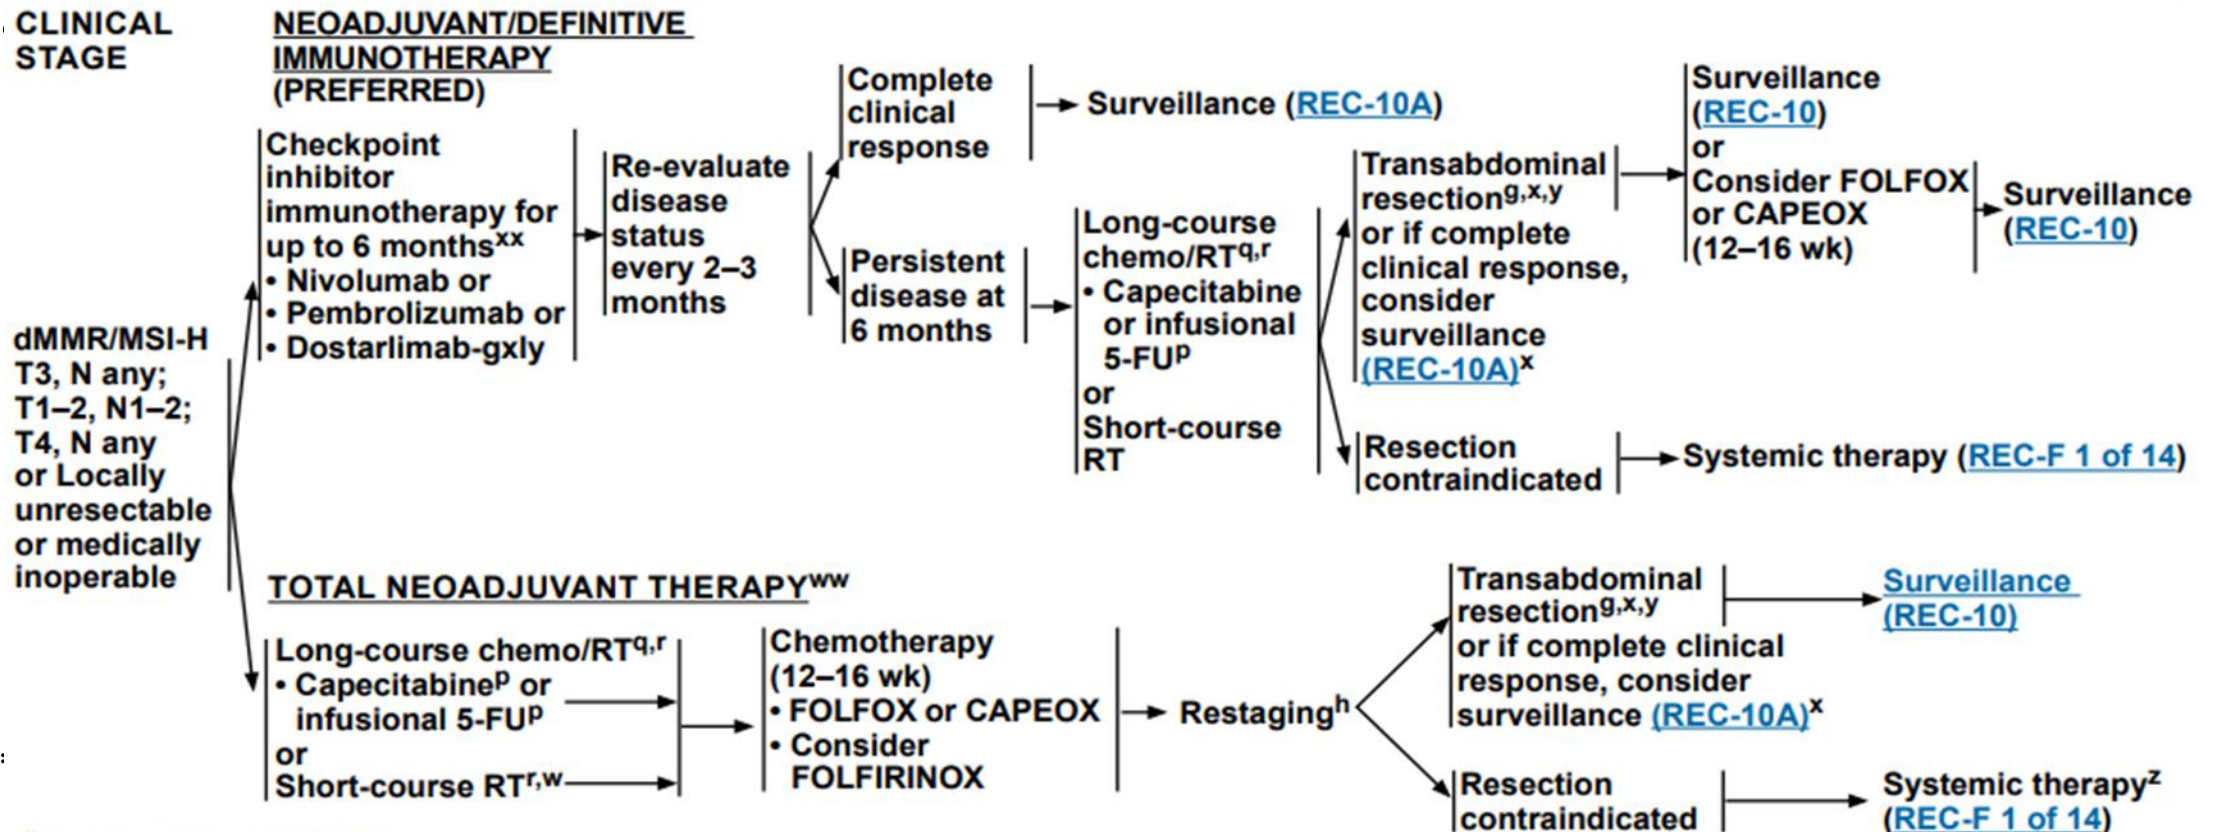 CLINICAL
STAGE
NEOADJUVANT/DEFINITIVE
IMMUNOTHERAPY
(PREFERRED)
dMMR/MSI-H
T3, N any;
T1–2, N1–2;
T4, N any
or Locally
unresectable
or medically
inoperable
Checkpoint
inhibitor
immunotherapy for
up to 6 monthsxx
• Nivolumab or
• Pembrolizumab or
• Dostarlimab-gxly
Re-evaluate
disease
status
every 2–3
months
Complete
clinical
response
Surveillance (REC-10A)
Persistent
disease at
6 months
Long-course
chemo/RTq,r
• Capecitabine
or infusional
5-FUp
or
Short-course
RT
Transabdominal
resectiong,x,y
or if complete
clinical response,
consider
surveillance
(REC-10A)x
Surveillance
(REC-10)
or
Consider FOLFOX
or CAPEOX
(12–16 wk)
Surveillance
(REC-10)
Resection
contraindicated
Systemic therapy (REC-F 1 of 14)
TOTAL NEOADJUVANT THERAPYww
Long-course chemo/RTq,r
• Capecitabinep or
infusional 5-FUp
or
Short-course RTr,w
Chemotherapy
(12–16 wk)
• FOLFOX or CAPEOX
• Consider
FOLFIRINOX
Restagingh
Transabdominal
resectiong,x,y
or if complete clinical
response, consider
surveillance (REC-10A)x
Surveillance
(REC-10)
Resection
contraindicated
Systemic therapyz
(REC-F 1 of 14)